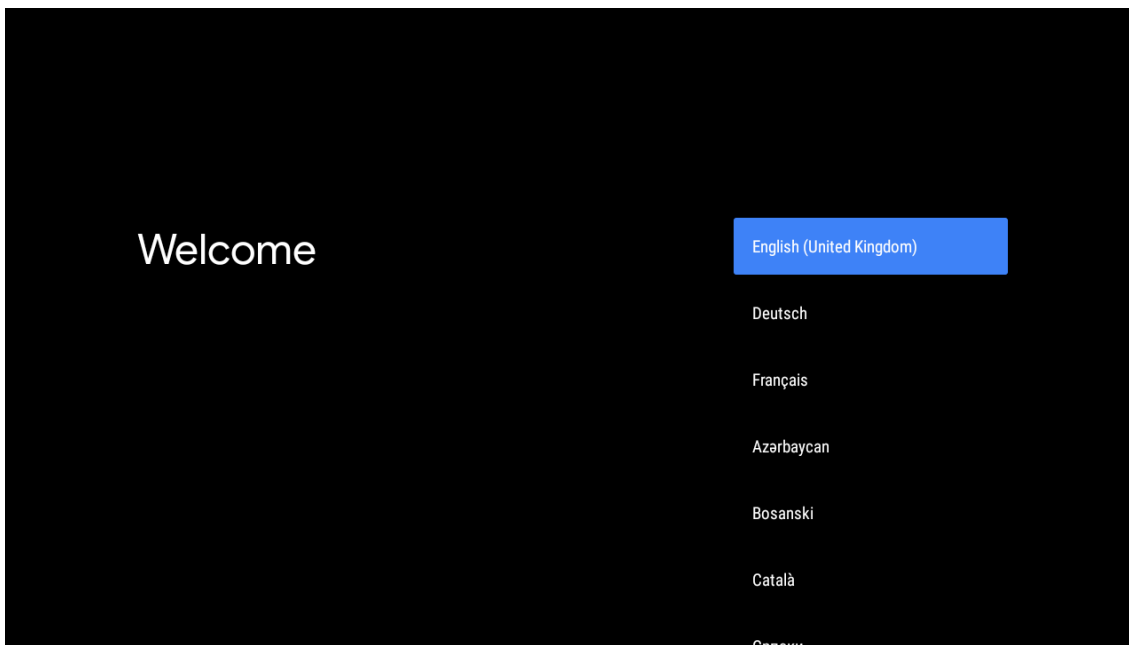 Welcome
English (United Kingdom)
Deutsch
Français
Azərbaycan
Bosanski
Català